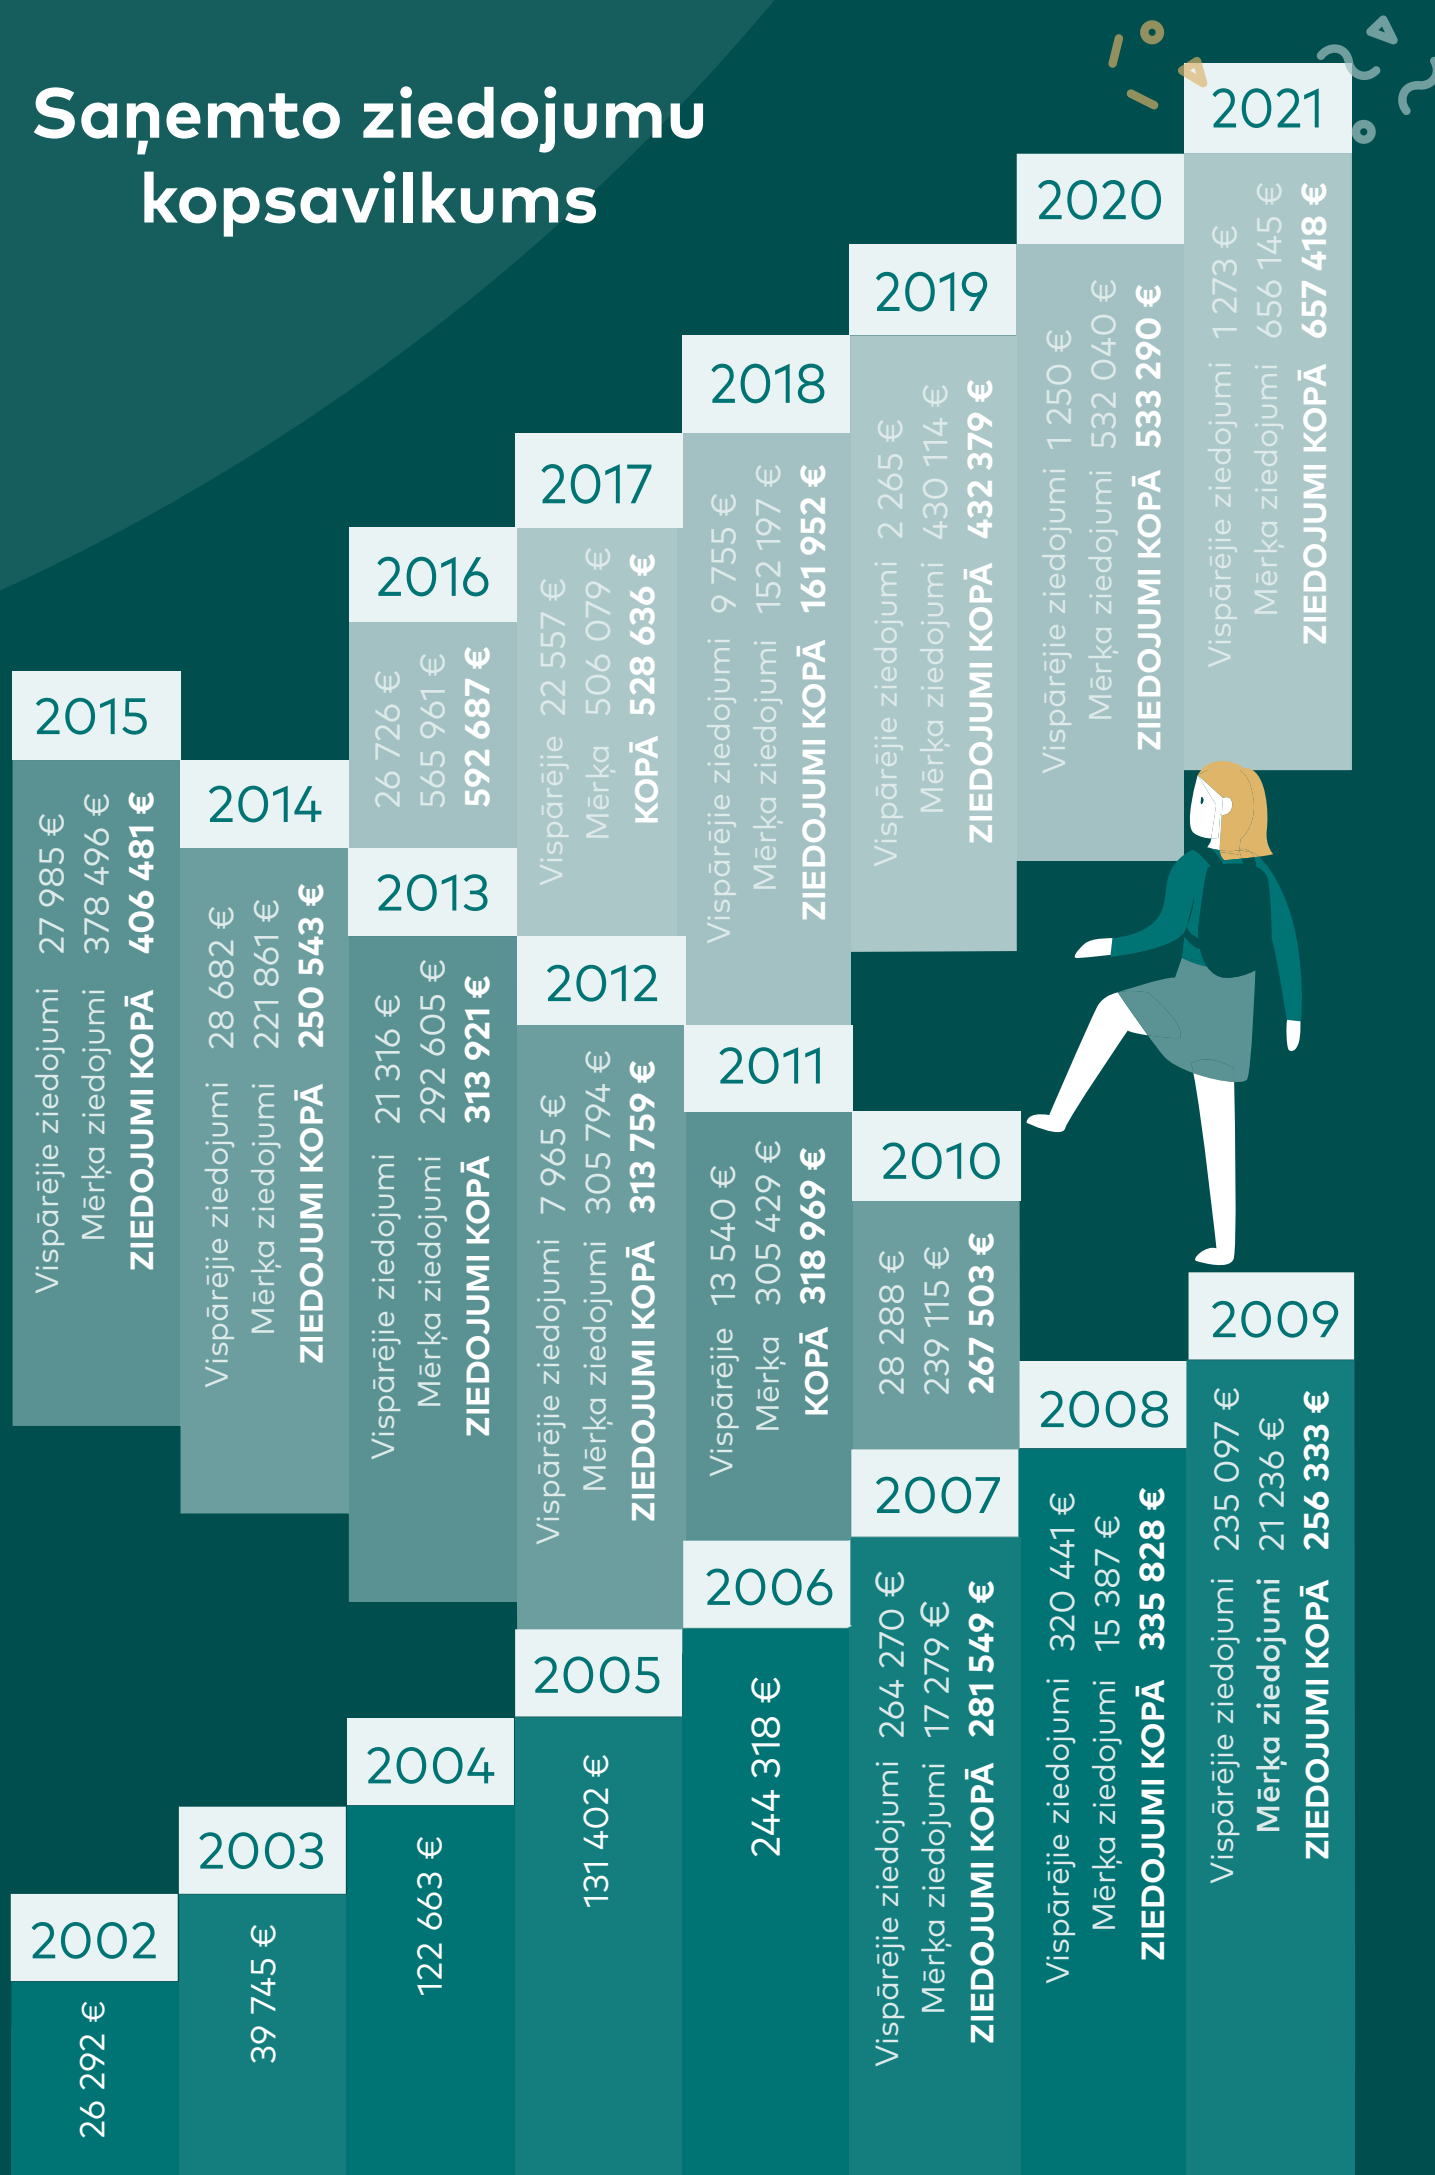 Saņemto ziedojumu
kopsavilkums
2021
Vispārējie ziedojumi 1 273 €
Mērķa ziedojumi 656 145 €
ZIEDOJUMI KOPĀ 657 418 €
2020
Vispārējie ziedojumi 1 250 €
Mērķa ziedojumi 532 040 €
ZIEDOJUMI KOPĀ 533 290 €
2019
Vispārējie ziedojumi 2 265 €
Mērķa ziedojumi 430 114 €
ZIEDOJUMI KOPĀ 432 379 €
2018
Vispārējie ziedojumi 9 755 €
Mērķa ziedojumi 152 197 €
ZIEDOJUMI KOPĀ 161 952 €
2017
Vispārējie 22 557 €
Mērķa 506 079 €
KOPĀ 528 636 €
2016
26 726 €
565 961 €
592 687 €
2015
Vispārējie ziedojumi 27 985 €
Mērķa ziedojumi 378 496 €
ZIEDOJUMI KOPĀ 406 481 €
2014
Vispārējie ziedojumi 28 682 €
Mērķa ziedojumi 221 861 €
ZIEDOJUMI KOPĀ 250 543 €
2013
Vispārējie ziedojumi 21 316 €
Mērķa ziedojumi 292 605 €
ZIEDOJUMI KOPĀ 313 921 €
2012
Vispārējie ziedojumi 7 965 €
Mērķa ziedojumi 305 794 €
ZIEDOJUMI KOPĀ 313 759 €
2011
Vispārējie 13 540 €
Mērķa 305 429 €
KOPĀ 318 969 €
2010
28 288 €
239 115 €
267 503 €
2009
Vispārējie ziedojumi 235 097 €
Mērķa ziedojumi 21 236 €
ZIEDOJUMI KOPĀ 256 333 €
2008
Vispārējie ziedojumi 320 441 €
Mērķa ziedojumi 15 387 €
ZIEDOJUMI KOPĀ 335 828 €
2007
Vispārējie ziedojumi 264 270 €
Mērķa ziedojumi 17 279 €
ZIEDOJUMI KOPĀ 281 549 €
2006
244 318 €
2005
131 402 €
2004
122 663 €
2003
39 745 €
2002
26 292 €